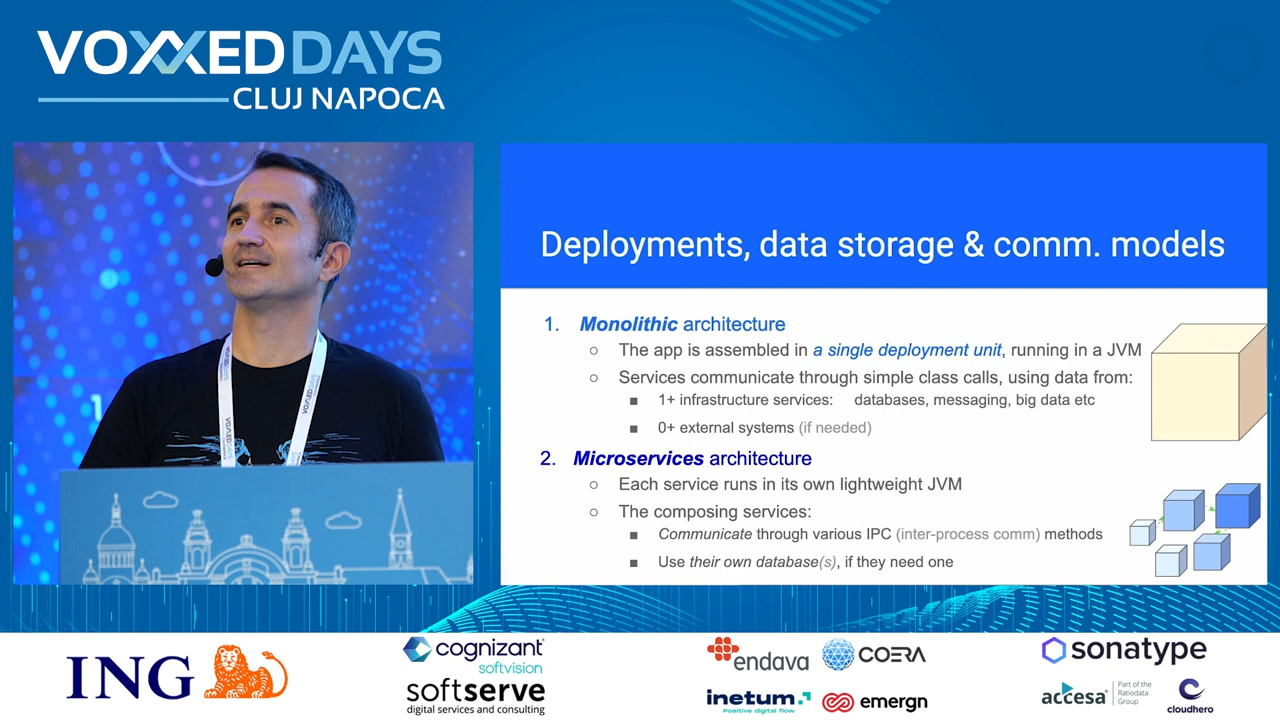 VOXXED DAYS
CLUJ NAPOCA
Deployments, data storage & comm. models
1. Monolithic architecture
○ The app is assembled in a single deployment unit, running in a JVM
○ Services communicate through simple class calls, using data from:
■ 1+ infrastructure services: databases, messaging, big data etc
■ 0+ external systems (if needed)
2. Microservices architecture
○ Each service runs in its own lightweight JVM
○ The composing services:
■ Communicate through various IPC (inter-process comm) methods
■ Use their own database(s), if they need one
ING
cognizant
softvision
softserve
digital services and consulting
endava
COERA
inetum.
Positive digital flow
emergn
sonatype
accesa
Part of the
Ratiodata
Group
cloudhero